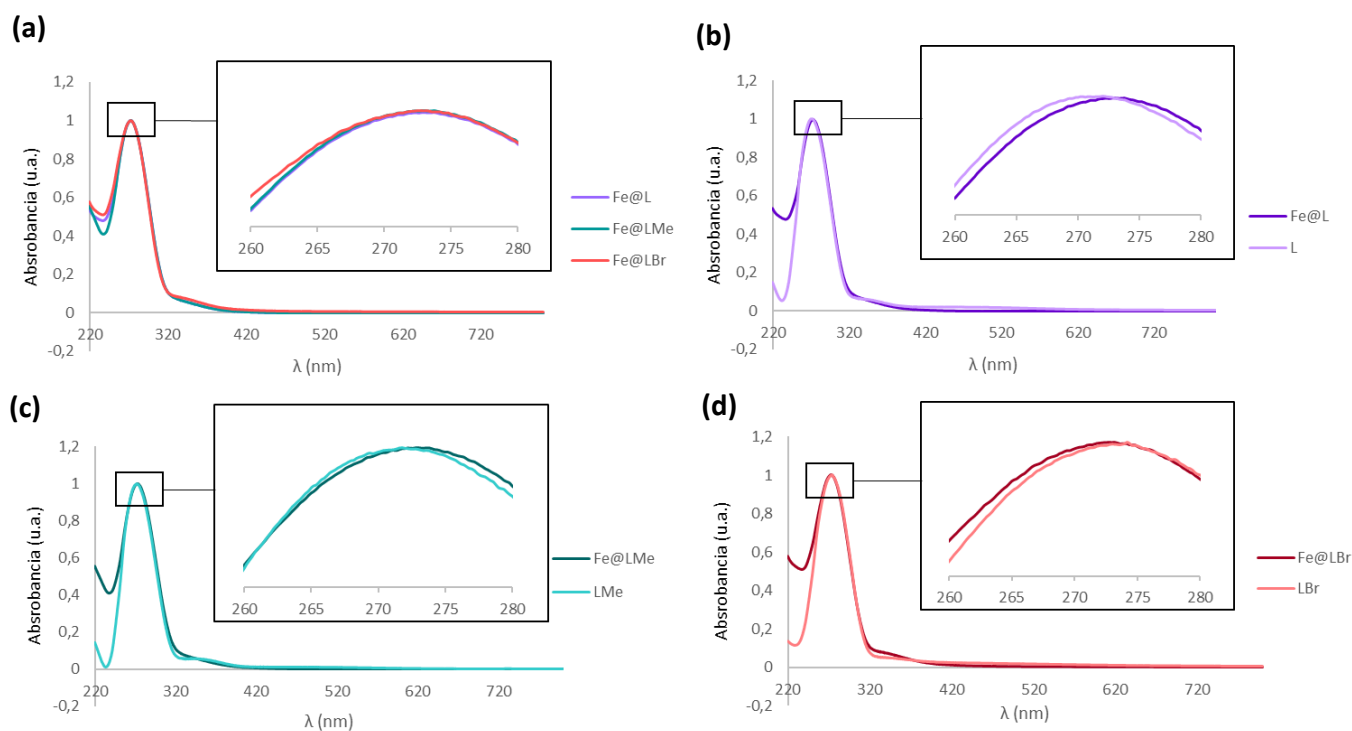 (a)
1,2
1
0,8
0,6
0,4
0,2
0
-0,2
220 320 420 520 620 720
Absrobancia (u.a.)
λ (nm)
260 265 270 275 280
Fe@L
Fe@LMe
Fe@LBr
(b)
1,2
1
0,8
0,6
0,4
0,2
0
-0,2
220 320 420 520 620 720
Absrobancia (u.a.)
λ (nm)
260 265 270 275 280
Fe@L
L
(c)
1,2
1
0,8
0,6
0,4
0,2
0
-0,2
220 320 420 520 620 720
Absrobancia (u.a.)
λ (nm)
260 265 270 275 280
Fe@LMe
LMe
(d)
1,2
1
0,8
0,6
0,4
0,2
0
-0,2
220 320 420 520 620 720
Absrobancia (u.a.)
λ (nm)
260 265 270 275 280
Fe@LBr
LBr